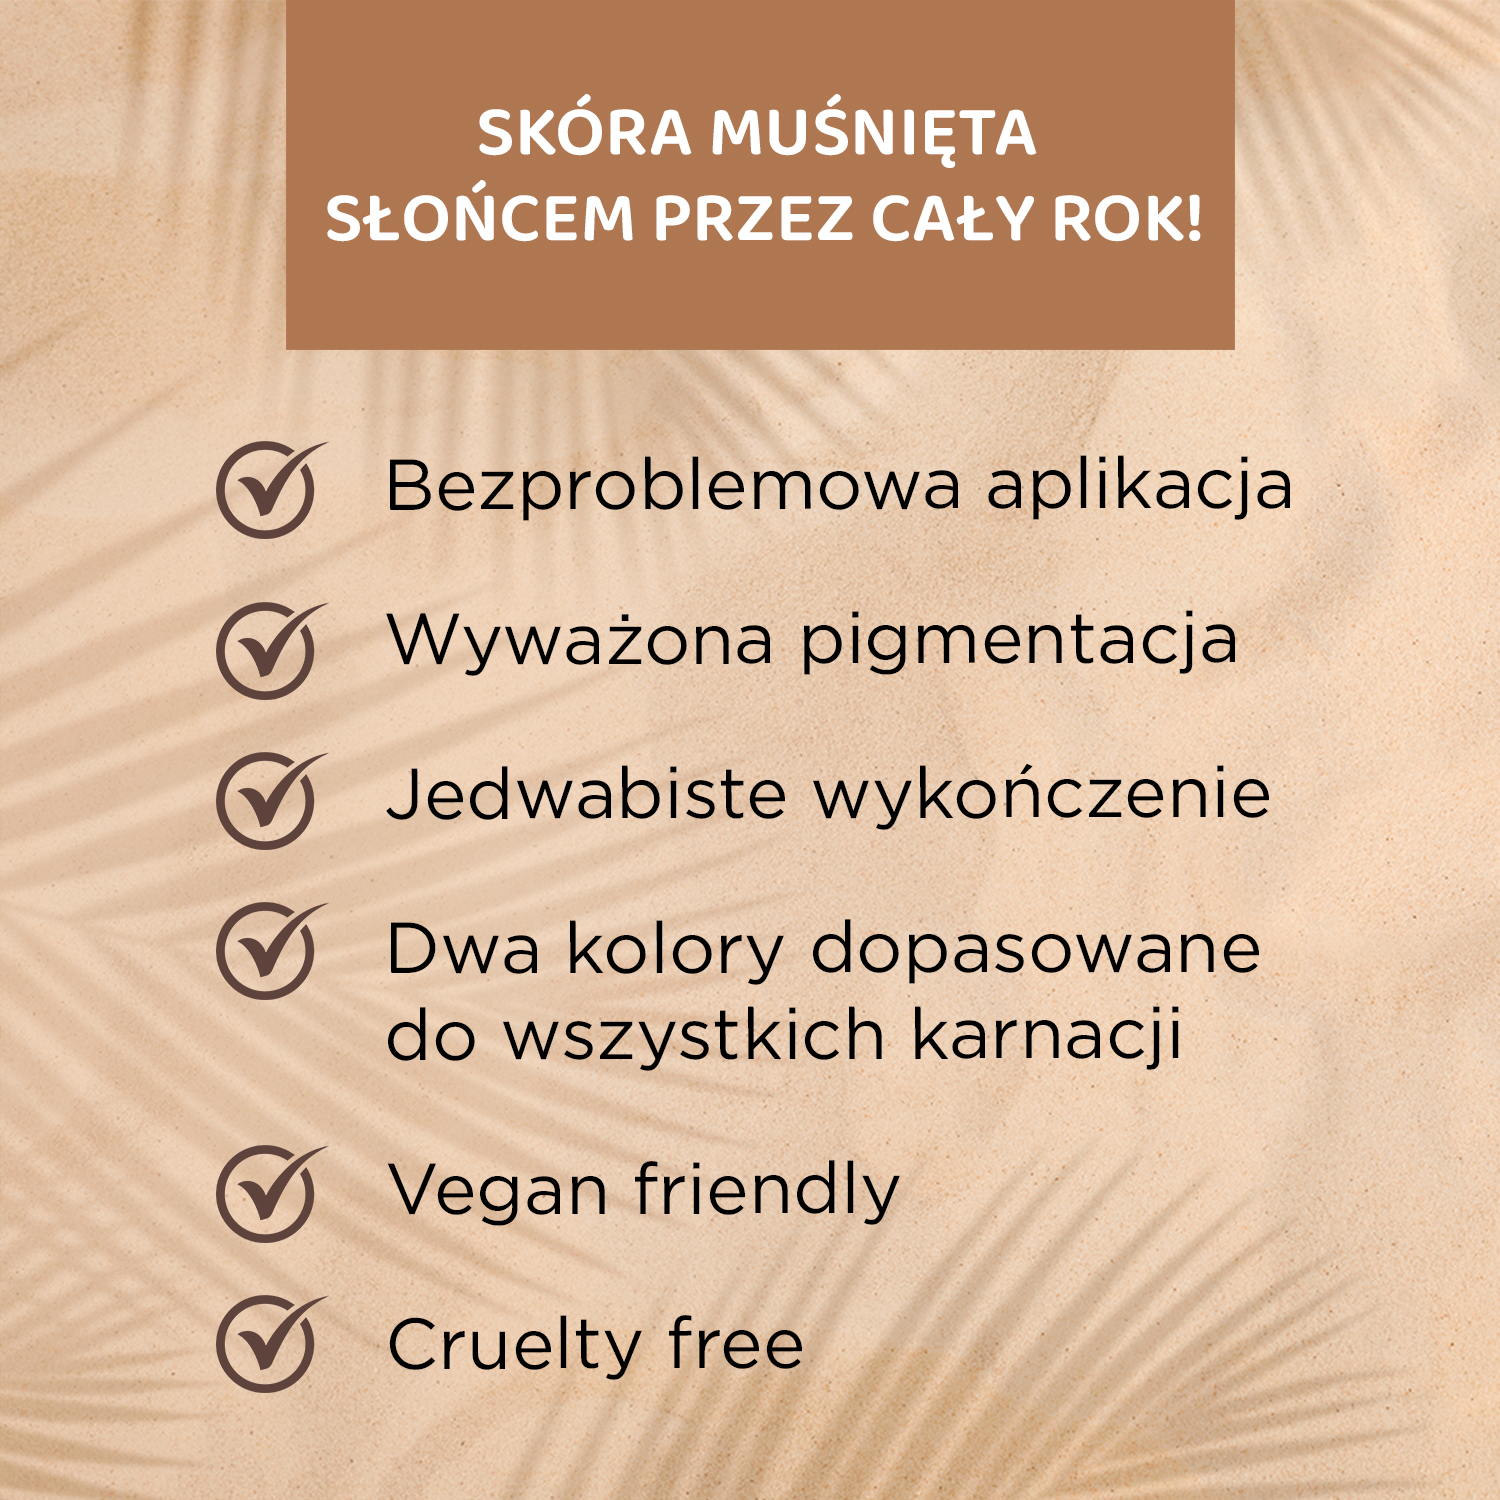 SKÓRA MUŚNIĘTA
SŁOŃCEM PRZEZ CAŁY ROK!
Bezproblemowa aplikacja
Wyważona pigmentacja
Jedwabiste wykończenie
Dwa kolory dopasowane
do wszystkich karnacji
Vegan friendly
Cruelty free